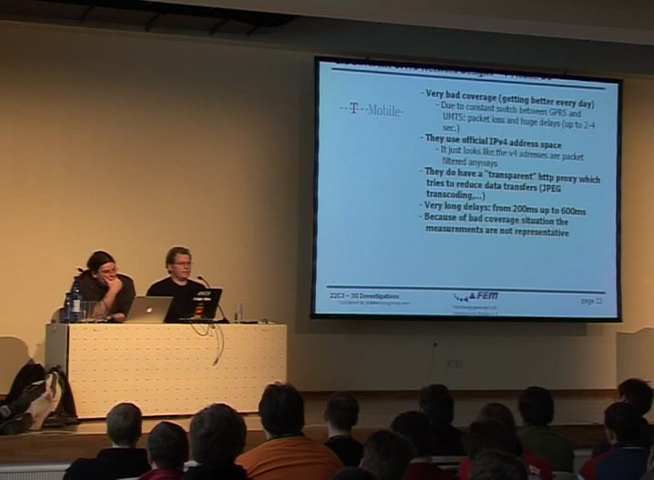 ··T··Mobile·
- Very bad coverage (getting better every day)
- Due to constant switch between GPRS and
UMTS: packet loss and huge delays (up to 2-4
sec.)
- They use official IPv4 address space
- It just looks like the v4 adresses are packet
filtered anyways
- They do have a "transparent" http proxy which
tries to reduce data transfers (JPEG
transcoding,...)
- Very long delays: from 200ms up to 600ms
- Because of bad coverage situation the
measurements are not representative
22C3 - 3G Investigations
FEM
page 22